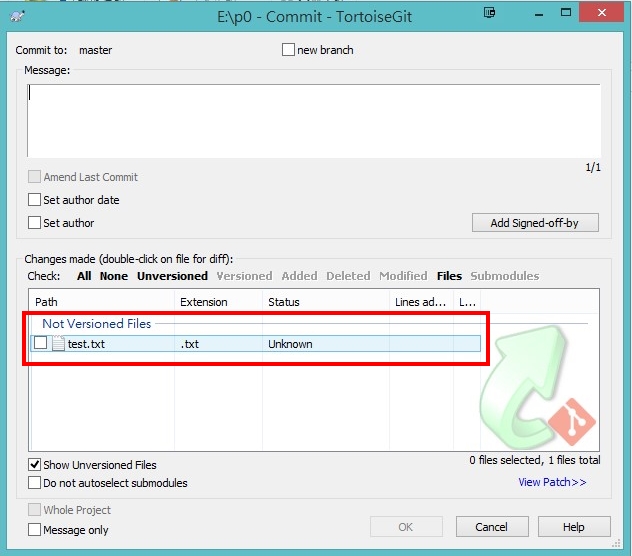 E:\p0 - Commit - TortoiseGit
Commit to: master new branch
Message:
1/1
Amend Last Commit
Set author date
Set author
Add Signed-off-by
Changes made (double-click on file for diff):
Check: All None Unversioned Versioned Added Deleted Modified Files Submodules
Path Extension Status Lines ad... L...
Not Versioned Files
test.txt .txt Unknown
Show Unversioned Files
0 files selected, 1 files total
Do not autoselect submodules
View Patch>>
Whole Project
Message only
OK Cancel Help